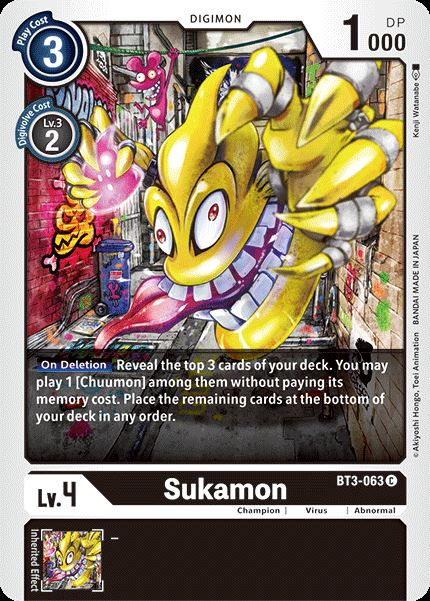 Play Cost
3
DIGIMON
DP
1000
Digivolve Cost
Lv.3
2
Kenji Watanabe
©Akiyoshi Hongo, Toei Animation BANDAI MADE IN JAPAN
On Deletion Reveal the top 3 cards of your deck. You may
play 1 [Chuumon] among them without paying its
memory cost. Place the remaining cards at the bottom of
your deck in any order.
BT3-063 C
Lv.4
Sukamon
Champion | Virus | Abnormal
Inherited Effect
–